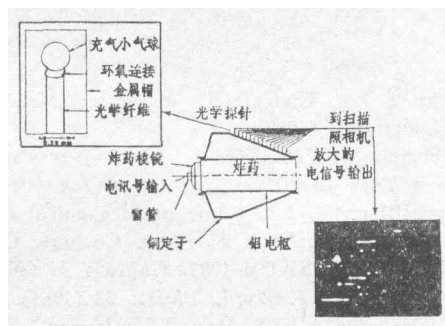 充气小气球
环氧连接
金属帽
光学纤维
光学探针
到扫描
照相机
放大的
电信号输出
炸药透镜
电讯号输入
雷管
炸药
铜定子
铝电枢